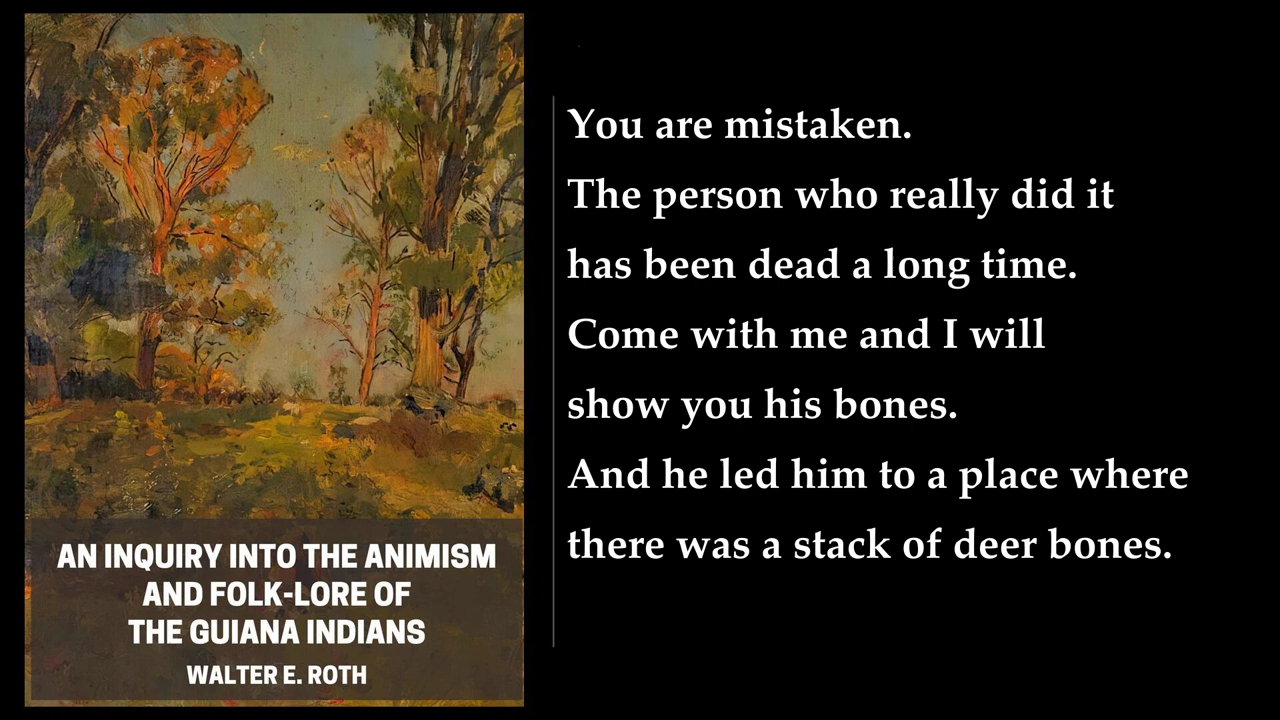 AN INQUIRY INTO THE ANIMISM
AND FOLK-LORE OF
THE GUIANA INDIANS
WALTER E. ROTH
You are mistaken.
The person who really did it
has been dead a long time.
Come with me and I will
show you his bones.
And he led him to a place where
there was a stack of deer bones.